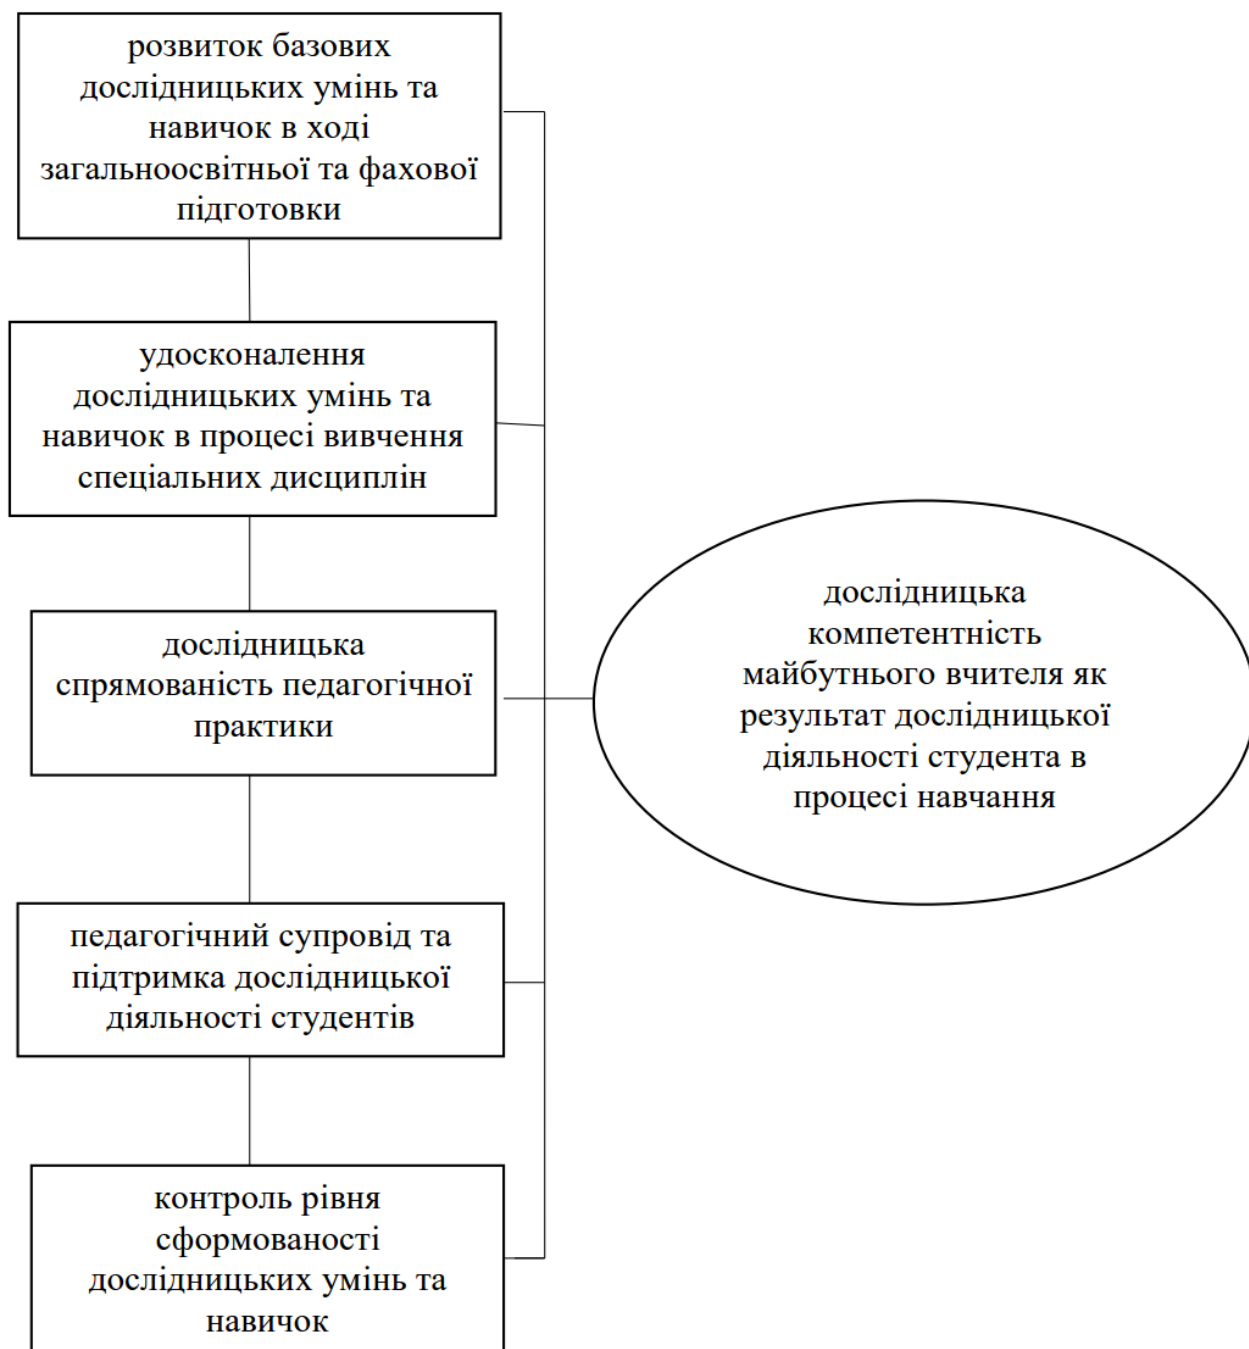 розвиток базових
дослідницьких умінь та
навичок в ході
загальноосвітньої та фахової
підготовки
удосконалення
дослідницьких умінь та
навичок в процесі вивчення
спеціальних дисциплін
дослідницька
спрямованість педагогічної
практики
педагогічний супровід та
підтримка дослідницької
діяльності студентів
контроль рівня
сформованості
дослідницьких умінь та
навичок
дослідницька
компетентність
майбутнього вчителя як
результат дослідницької
діяльності студента в
процесі навчання